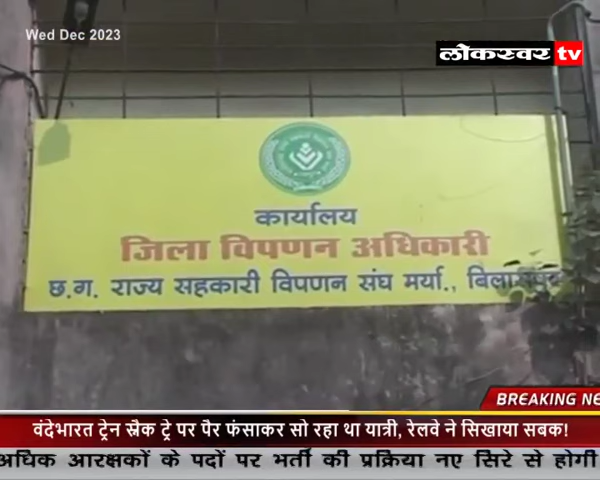 Wed Dec 2023
लोकस्वर tv
कार्यालय
जिला विपणन अधिकारी
छ.ग. राज्य सहकारी विपणन संघ मर्या., बिलासपुर
BREAKING NE
वंदेभारत ट्रेन स्नैक ट्रे पर पैर फंसाकर सो रहा था यात्री, रेलवे ने सिखाया सबक!
अधिक आरक्षकों के पदों पर भर्ती की प्रक्रिया नए सिरे से होगी